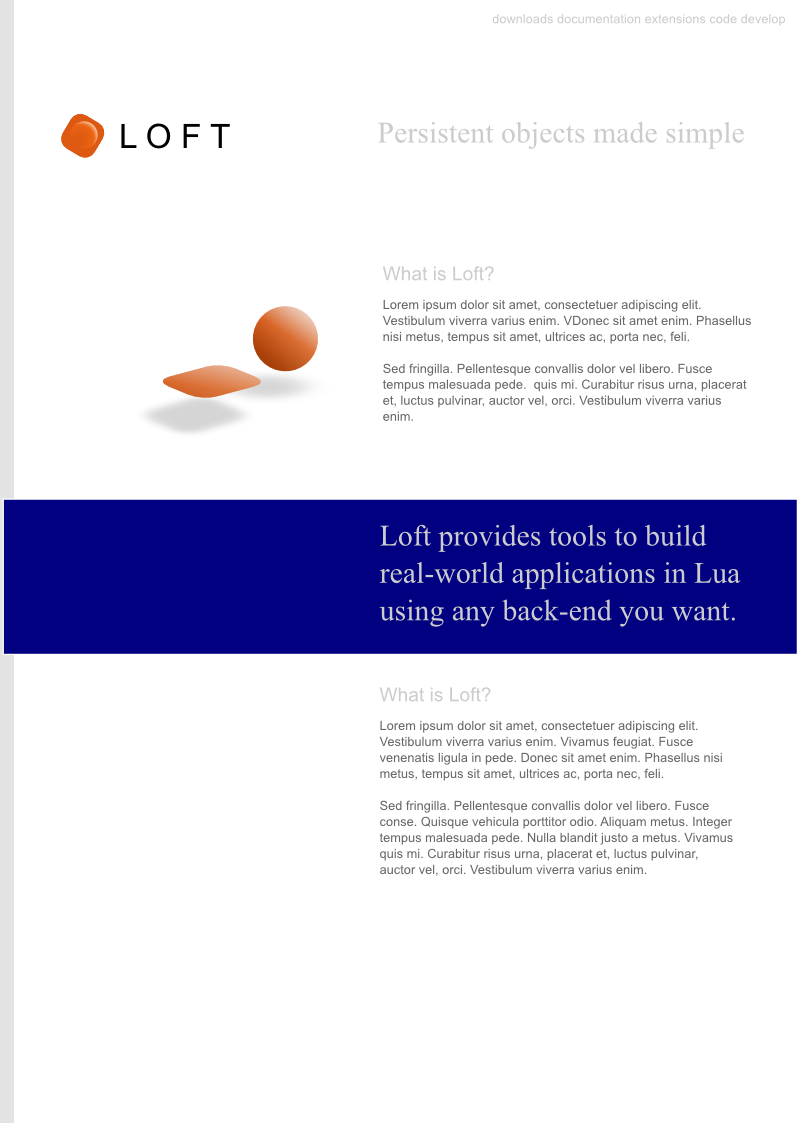 downloads documentation extensions code develop
LOFT
Persistent objects made simple
What is Loft?
Lorem ipsum dolor sit amet, consectetuer adipiscing elit.
Vestibulum viverra varius enim. VDonec sit amet enim. Phasellus
nisi metus, tempus sit amet, ultrices ac, porta nec, feli.
Sed fringilla. Pellentesque convallis dolor vel libero. Fusce
tempus malesuada pede.  quis mi. Curabitur risus urna, placerat
et, luctus pulvinar, auctor vel, orci. Vestibulum viverra varius
enim.
Loft provides tools to build
real-world applications in Lua
using any back-end you want.
What is Loft?
Lorem ipsum dolor sit amet, consectetuer adipiscing elit.
Vestibulum viverra varius enim. Vivamus feugiat. Fusce
venenatis ligula in pede. Donec sit amet enim. Phasellus nisi
metus, tempus sit amet, ultrices ac, porta nec, feli.
Sed fringilla. Pellentesque convallis dolor vel libero. Fusce
conse. Quisque vehicula porttitor odio. Aliquam metus. Integer
tempus malesuada pede. Nulla blandit justo a metus. Vivamus
quis mi. Curabitur risus urna, placerat et, luctus pulvinar,
auctor vel, orci. Vestibulum viverra varius enim.